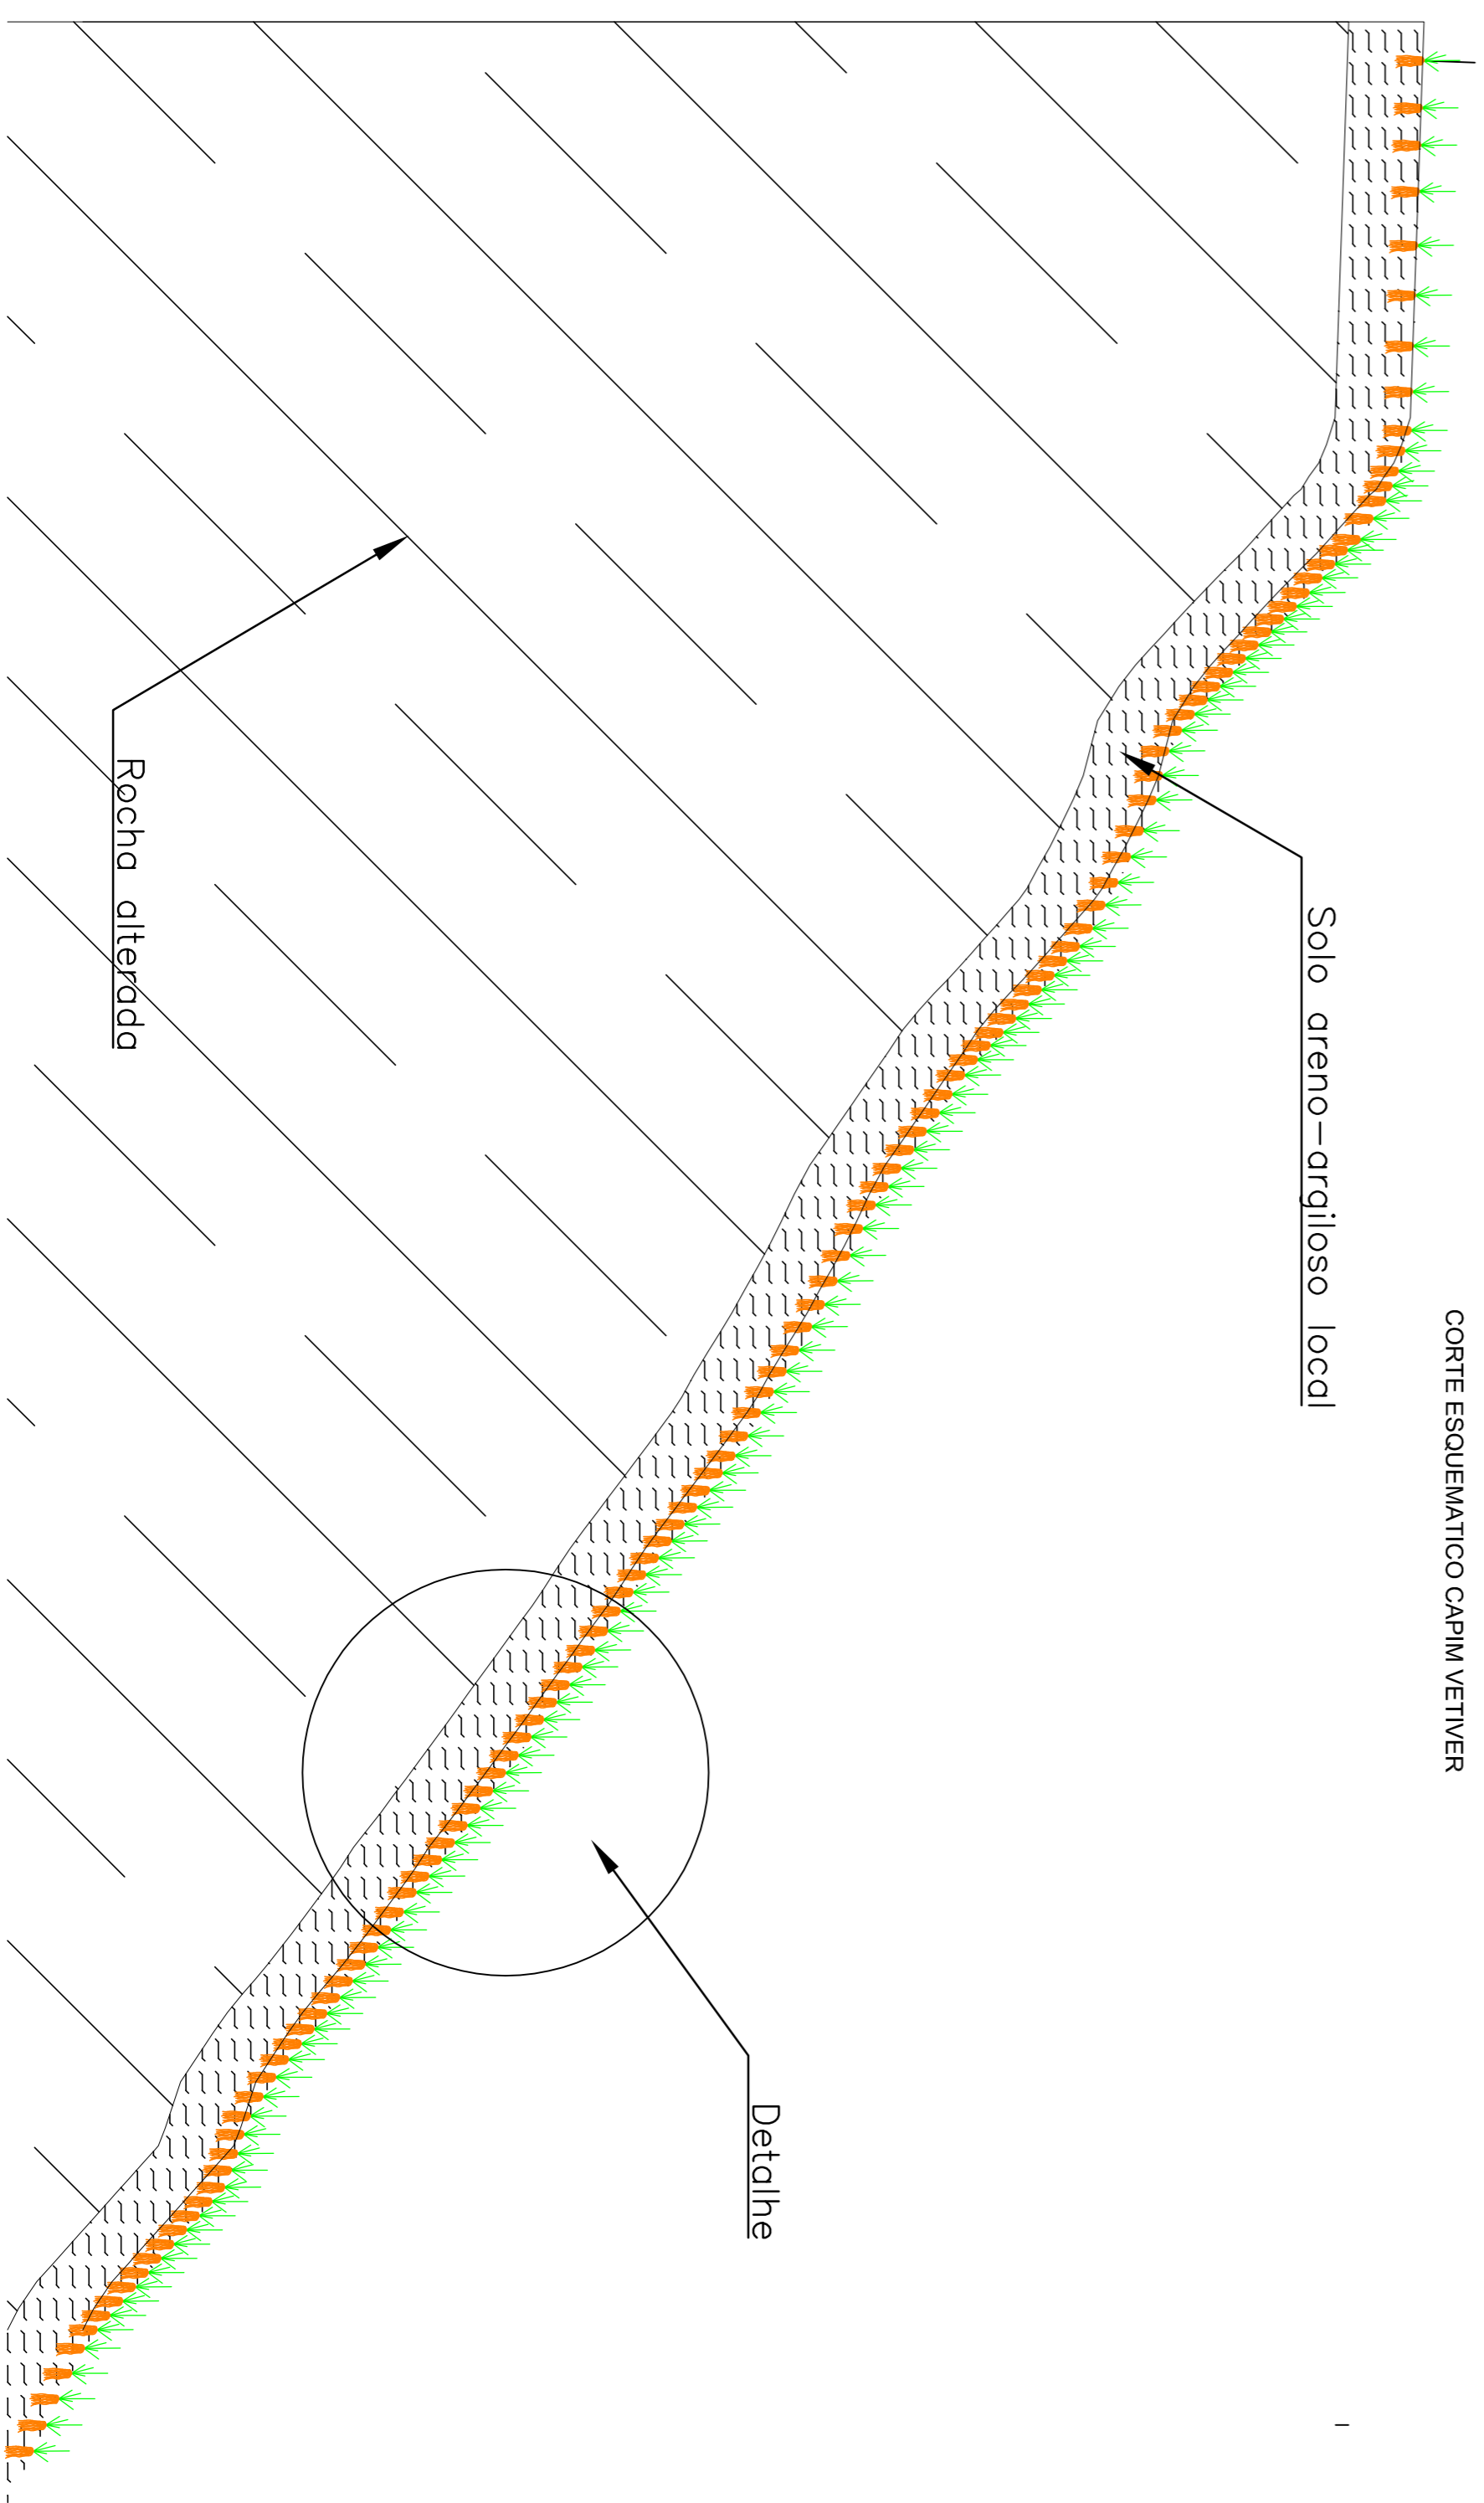 CORTE ESQUEMATICO CAPIM VETIVER
Solo areno-argiloso local
Rocha alterada
Detalhe